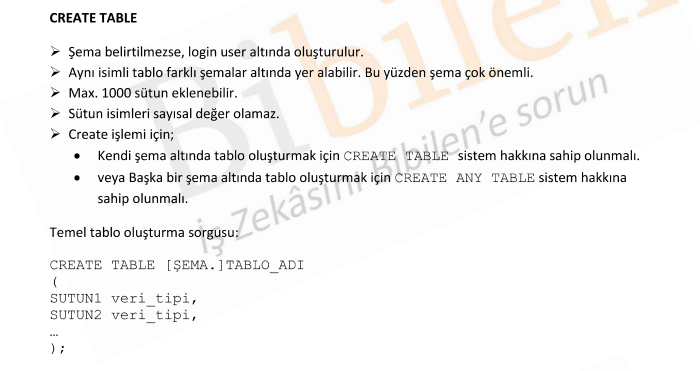 CREATE TABLE
➢ Şema belirtilmezse, login user altında oluşturulur.
➢ Aynı isimli tablo farklı şemalar altında yer alabilir. Bu yüzden şema çok önemli.
➢ Max. 1000 sütun eklenebilir.
➢ Sütun isimleri sayısal değer olamaz.
➢ Create işlemi için;
• Kendi şema altında tablo oluşturmak için CREATE TABLE sistem hakkına sahip olunmalı.
• veya Başka bir şema altında tablo oluşturmak için CREATE ANY TABLE sistem hakkına
sahip olunmalı.
Temel tablo oluşturma sorgusu:
CREATE TABLE [ŞEMA.]TABLO_ADI
(
SUTUN1 veri_tipi,
SUTUN2 veri_tipi,
…
);
Bibilen
İş Zekâsını Bibilen'e sorun